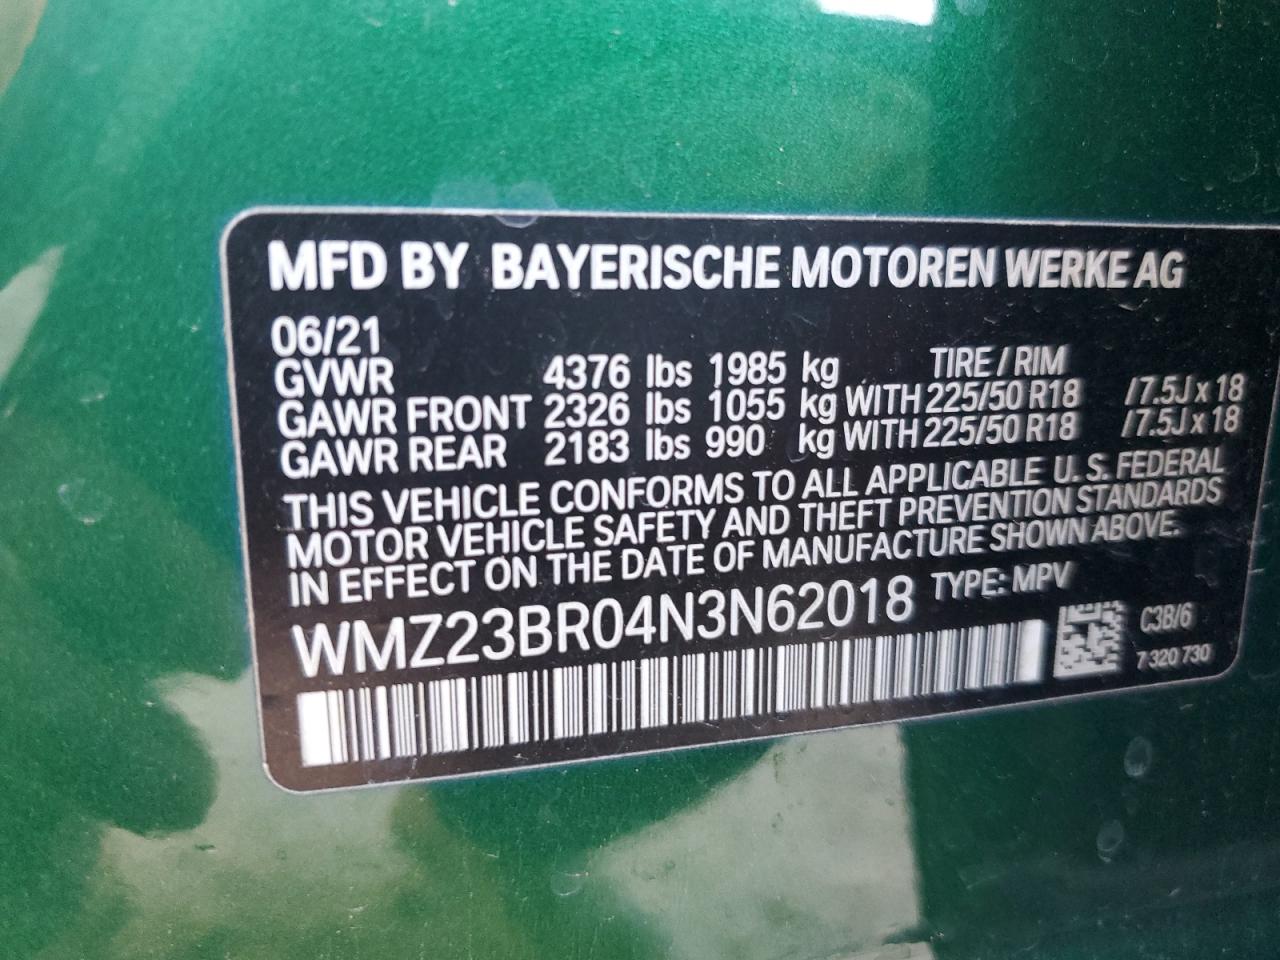 MFD BY BAYERISCHE MOTOREN WERKE AG
06/21
GVWR 4376 lbs 1985 kg TIRE / RIM
GAWR FRONT 2326 lbs 1055 kg WITH 225/50 R18 /7.5J x 18
GAWR REAR 2183 lbs 990 kg WITH 225/50 R18 /7.5J x 18
THIS VEHICLE CONFORMS TO ALL APPLICABLE U. S. FEDERAL
MOTOR VEHICLE SAFETY AND THEFT PREVENTION STANDARDS
IN EFFECT ON THE DATE OF MANUFACTURE SHOWN ABOVE.
WMZ23BR04N3N62018 TYPE: MPV
C3B/6
7 320 730